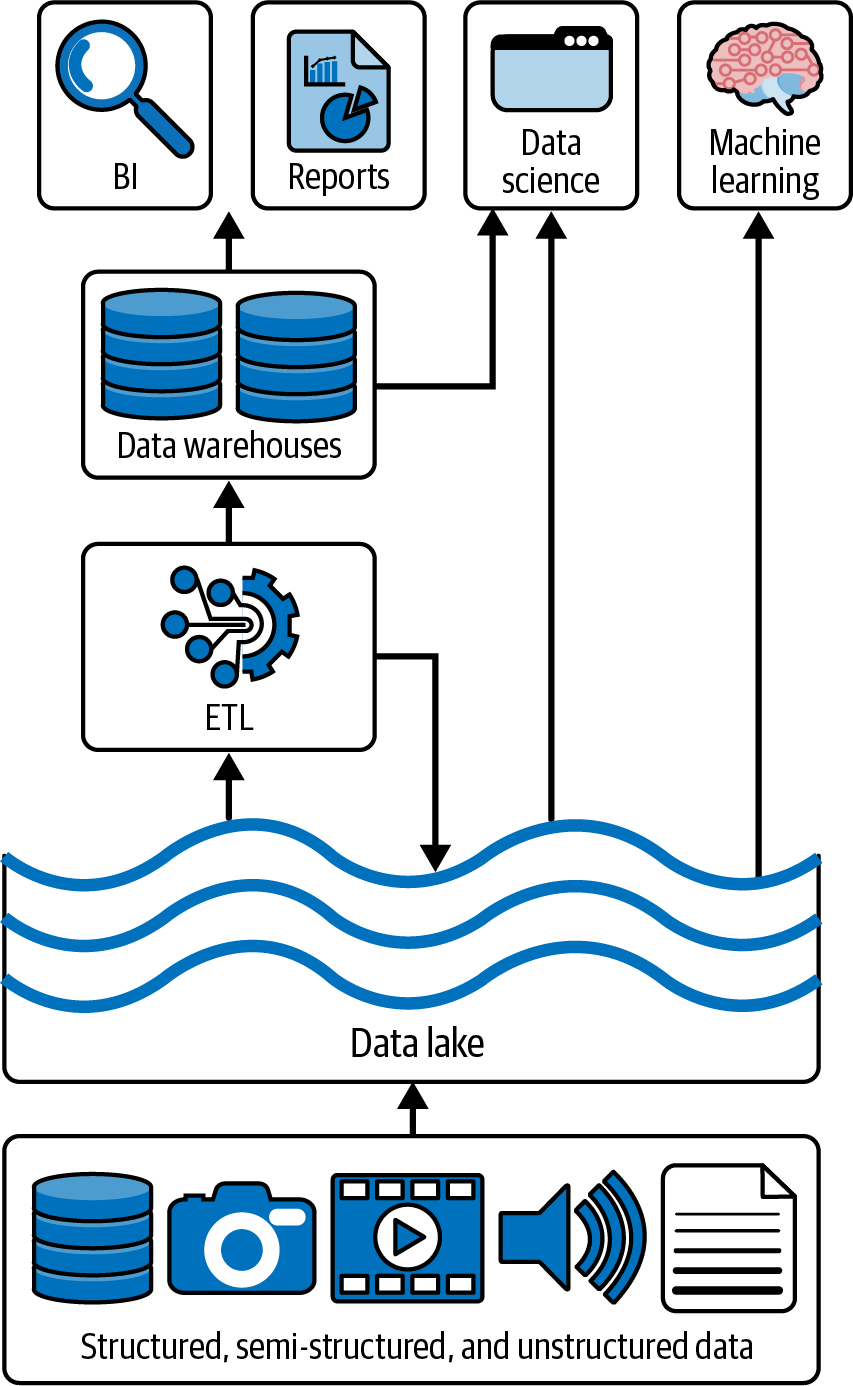 BI
Reports
Data
science
Machine
learning
Data warehouses
ETL
Data lake
Structured, semi-structured, and unstructured data